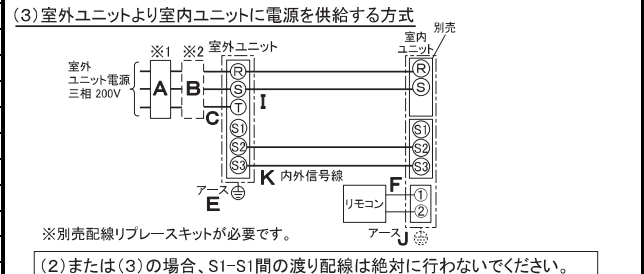 (3)室外ユニットより室内ユニットに電源を供給する方式
※1 ※2 室外ユニット
室内
ユニット
別売
室外
ユニット電源
三相 200V
A
B
C
R
S
T
S1
S2
S3
I
R
S
S1
S2
S3
K 内外信号線
アース
E
F
リモコン
①
②
アース
J
※別売配線リプレースキットが必要です。
(2)または(3)の場合、S1-S1間の渡り配線は絶対に行わないでください。